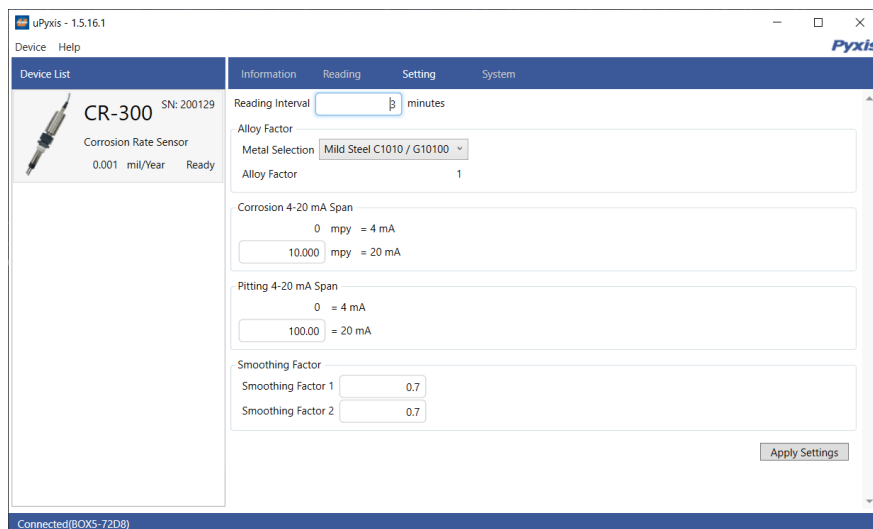 uPyxis - 1.5.16.1
Device Help
Pyxis
Device List
Information Reading Setting System
CR-300 SN: 200129
Corrosion Rate Sensor
0.001 mil/Year Ready
Reading Interval 3 minutes
Alloy Factor
Metal Selection Mild Steel C1010 / G10100
Alloy Factor 1
Corrosion 4-20 mA Span
0 mpy = 4 mA
10.000 mpy = 20 mA
Pitting 4-20 mA Span
0 = 4 mA
100.00 = 20 mA
Smoothing Factor
Smoothing Factor 1 0.7
Smoothing Factor 2 0.7
Apply Settings
Connected(BOX5-72D8)